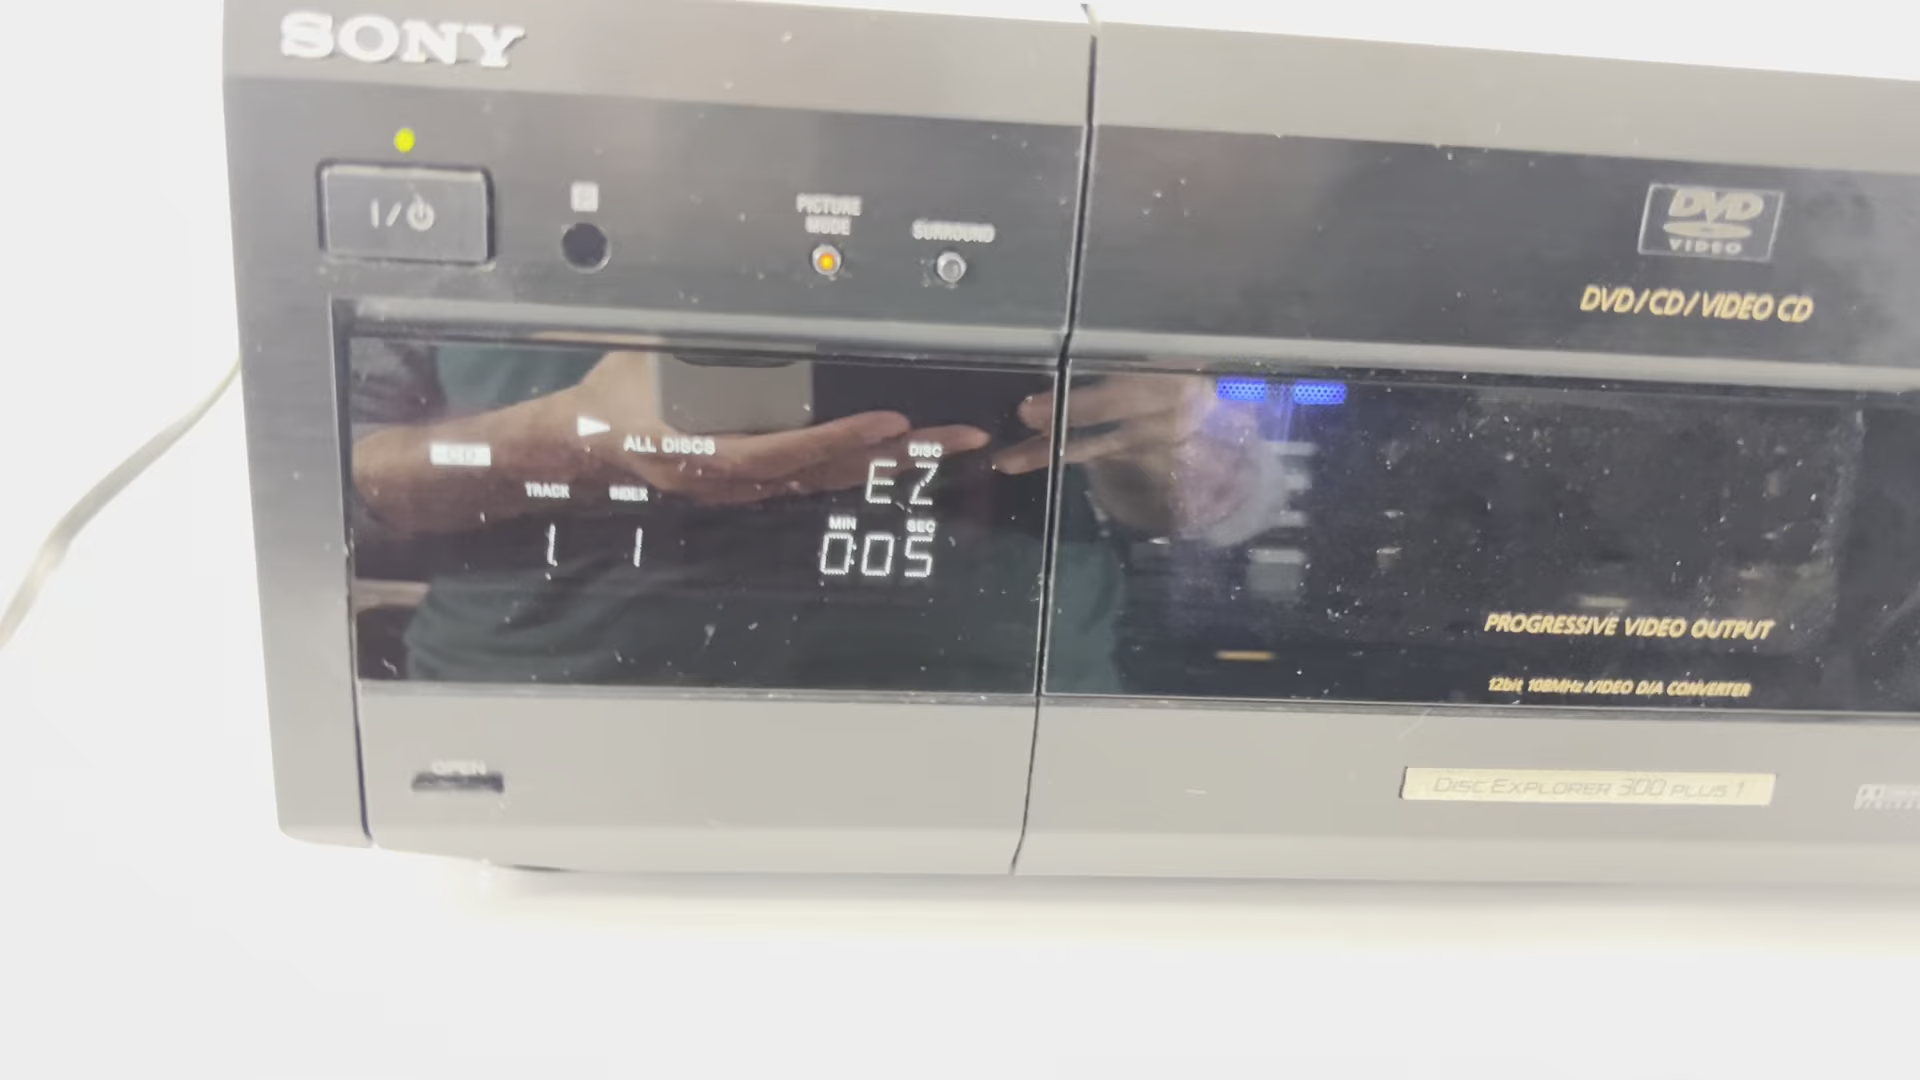 SONY
I/⏻
PICTURE
MODE
SURROUND
DVD
VIDEO
DVD/CD/VIDEO CD
CD
ALL DISCS
DISC
EZ
TRACK INDEX
MIN SEC
1 1
0:05
PROGRESSIVE VIDEO OUTPUT
12bit 108MHz VIDEO D/A CONVERTER
OPEN
DISC EXPLORER 300 PLUS 1